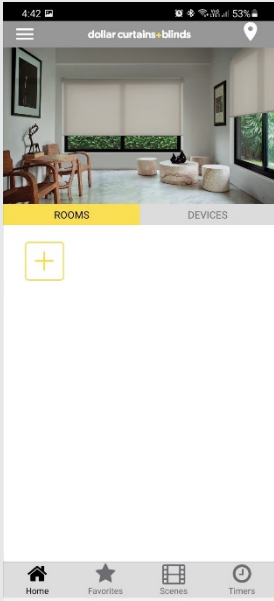 4:42 53%
dollar curtains+blinds
ROOMS DEVICES
Home Favorites Scenes Timers